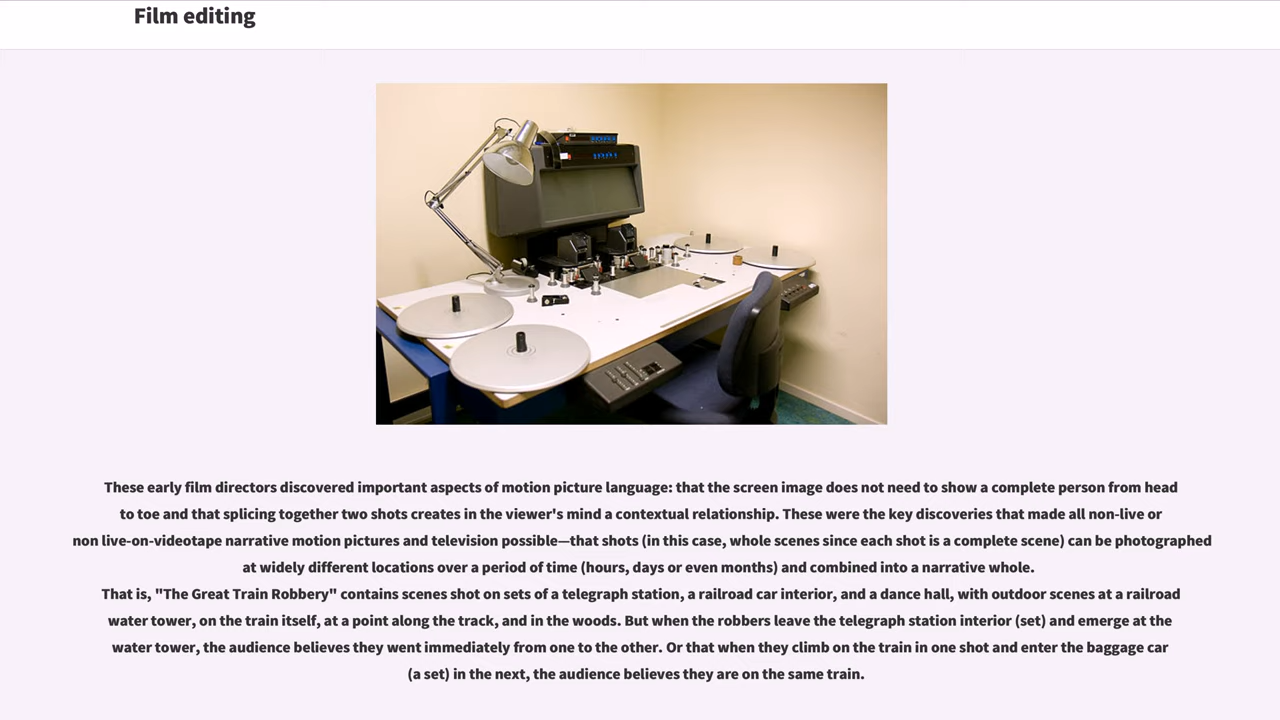 Film editing
These early film directors discovered important aspects of motion picture language: that the screen image does not need to show a complete person from head
to toe and that splicing together two shots creates in the viewer's mind a contextual relationship. These were the key discoveries that made all non-live or
non live-on-videotape narrative motion pictures and television possible—that shots (in this case, whole scenes since each shot is a complete scene) can be photographed
at widely different locations over a period of time (hours, days or even months) and combined into a narrative whole.
That is, "The Great Train Robbery" contains scenes shot on sets of a telegraph station, a railroad car interior, and a dance hall, with outdoor scenes at a railroad
water tower, on the train itself, at a point along the track, and in the woods. But when the robbers leave the telegraph station interior (set) and emerge at the
water tower, the audience believes they went immediately from one to the other. Or that when they climb on the train in one shot and enter the baggage car
(a set) in the next, the audience believes they are on the same train.